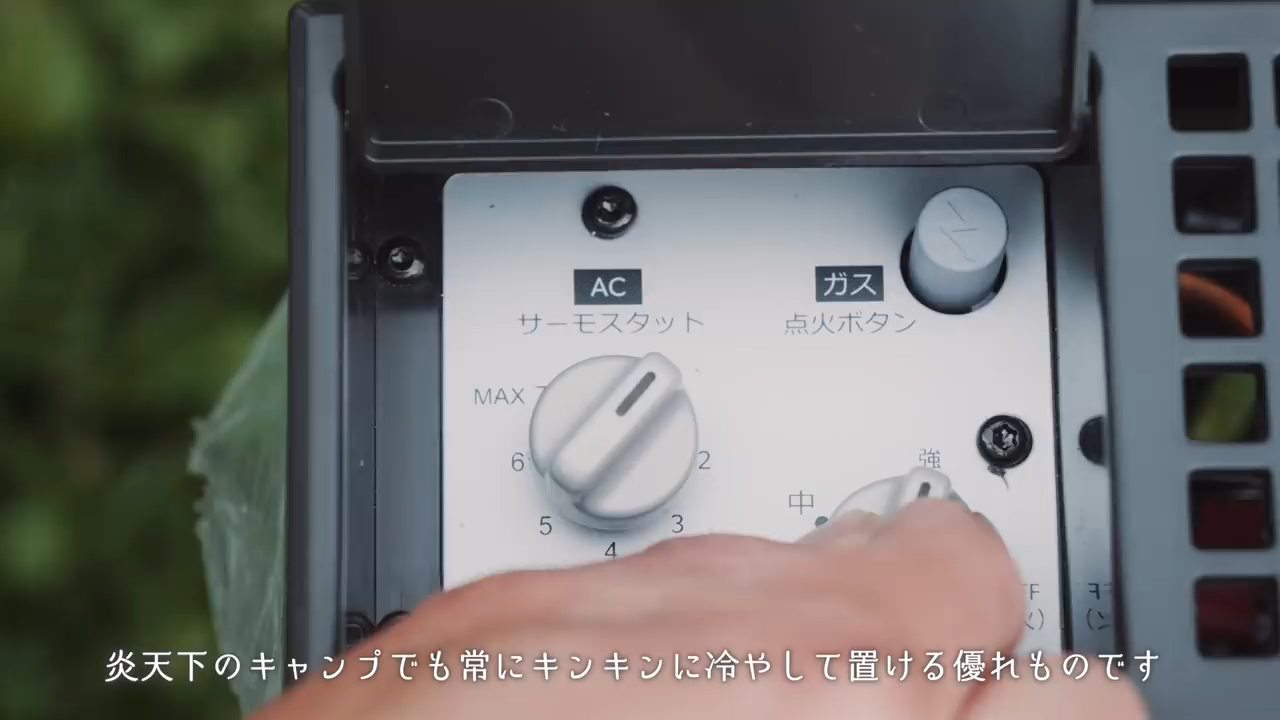 AC
サーモスタット
ガス
点火ボタン
MAX
6
5
4
3
2
強
中
炎天下のキャンプでも常にキンキンに冷やして置ける優れものです